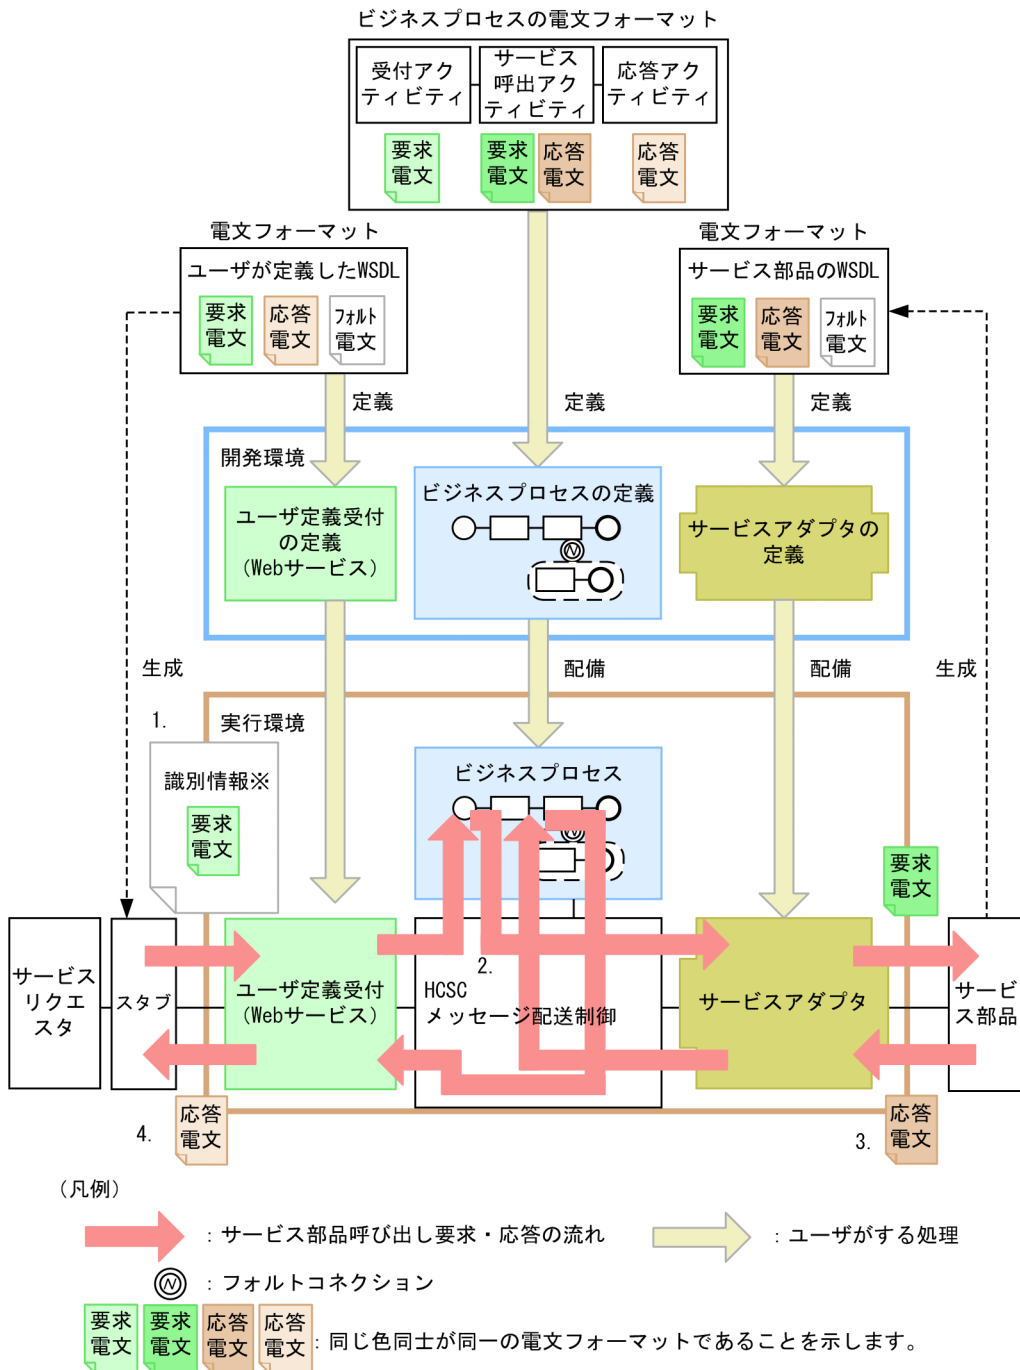 ビジネスプロセスの電文フォーマット
受付アク
ティビティ
サービス
呼出アク
ティビティ
応答アク
ティビティ
要求
電文
要求
電文
応答
電文
応答
電文
電文フォーマット
ユーザが定義したWSDL
要求
電文
応答
電文
フォルト
電文
電文フォーマット
サービス部品のWSDL
要求
電文
応答
電文
フォルト
電文
定義
定義
定義
開発環境
ユーザ定義受付
の定義
(Webサービス)
ビジネスプロセスの定義
サービスアダプタの
定義
生成
配備
配備
生成
1.
実行環境
識別情報※
要求
電文
ビジネスプロセス
要求
電文
サービス
リクエ
スタ
スタブ
ユーザ定義受付
(Webサービス)
2.
HCSC
メッセージ配送制御
サービスアダプタ
サービ
ス部品
4.
応答
電文
3.
応答
電文
(凡例)
：サービス部品呼び出し要求・応答の流れ
：ユーザがする処理
：フォルトコネクション
要求
電文
要求
電文
応答
電文
応答
電文
：同じ色同士が同一の電文フォーマットであることを示します。